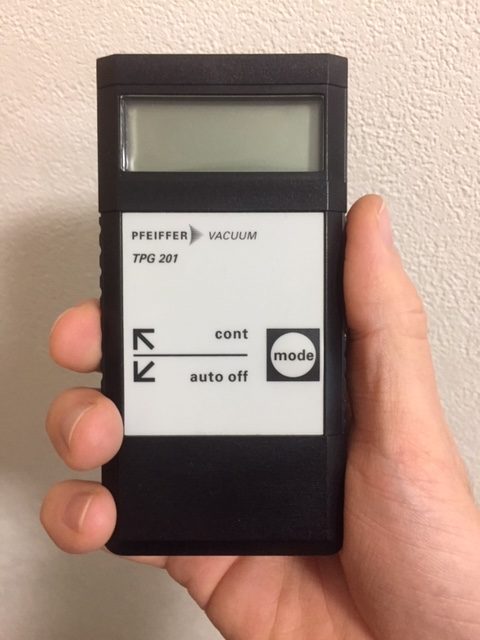 PFEIFFER VACUUM
TPG 201
cont
mode
auto off